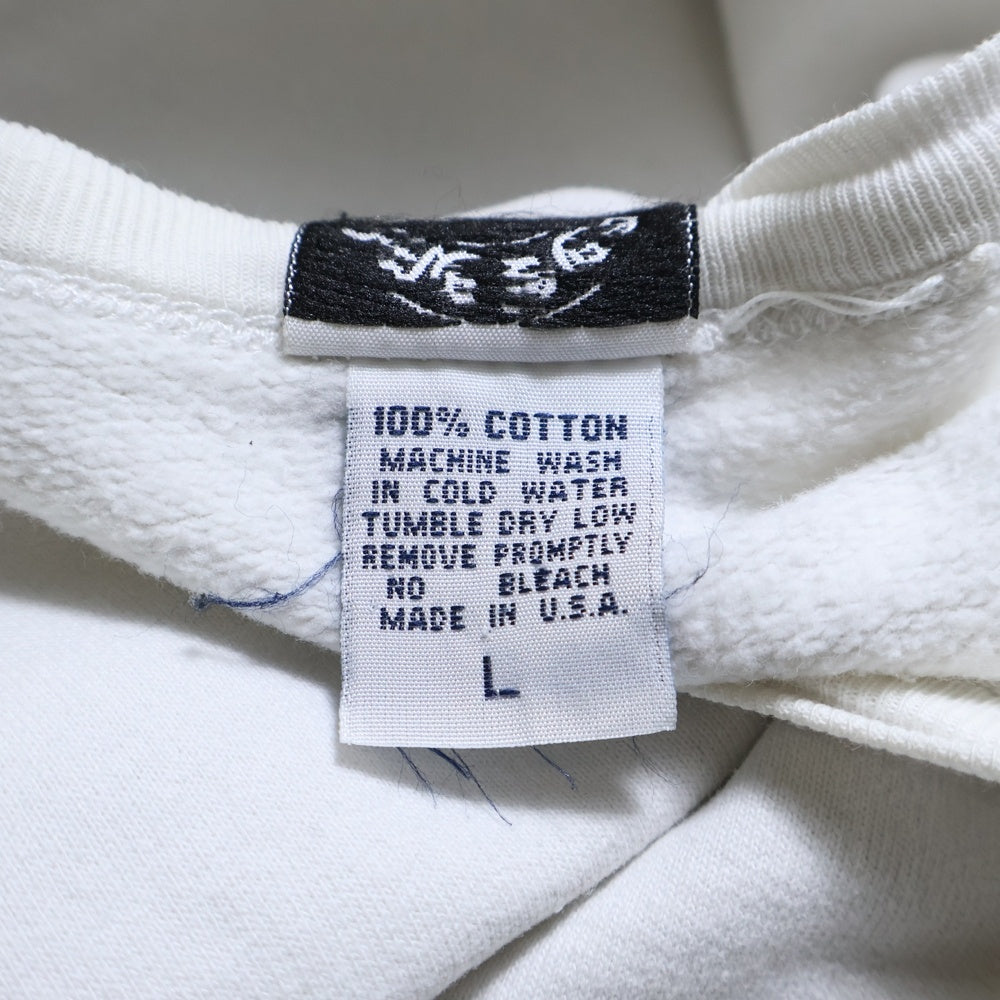 100% COTTON
MACHINE WASH
IN COLD WATER
TUMBLE DRY LOW
REMOVE PROMPTLY
NO BLEACH
MADE IN U.S.A.
L